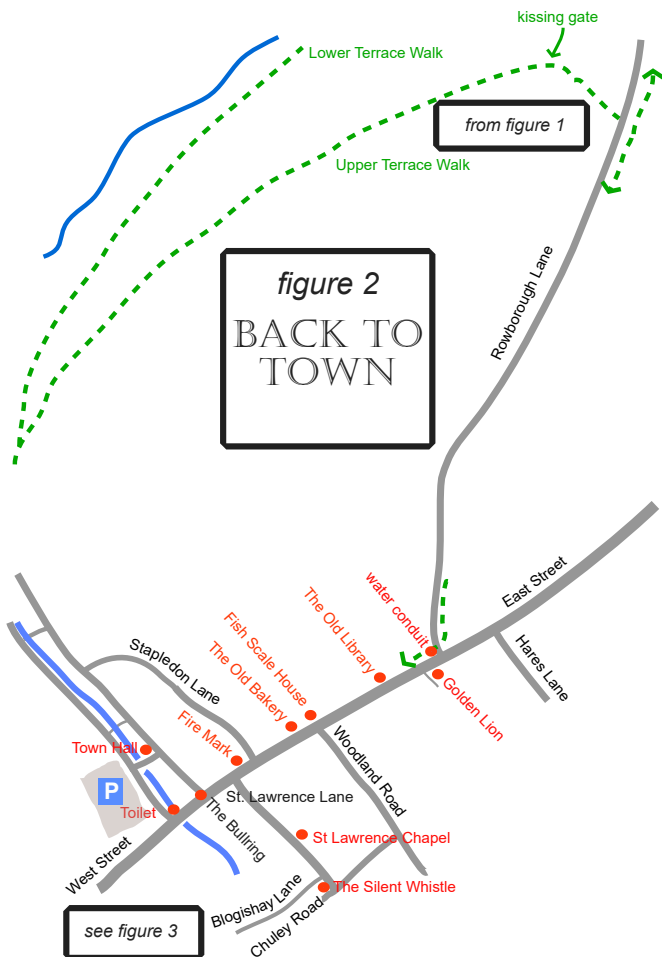 kissing gate
Lower Terrace Walk
from figure 1
Upper Terrace Walk
figure 2
BACK TO
TOWN
Rowborough Lane
East Street
water conduit
The Old Library
Fish Scale House
The Old Bakery
Stapledon Lane
Hares Lane
Golden Lion
Fire Mark
Woodland Road
Town Hall
P
St. Lawrence Lane
Toilet
The Bullring
St Lawrence Chapel
West Street
The Silent Whistle
Blogishay Lane
Chuley Road
see figure 3